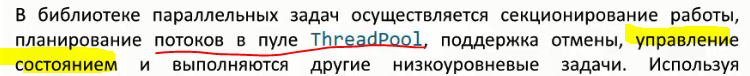 В библиотеке параллельных задач осуществляется секционирование работы,
планирование потоков в пуле ThreadPool, поддержка отмены, управление
состоянием и выполняются другие низкоуровневые задачи. Используя